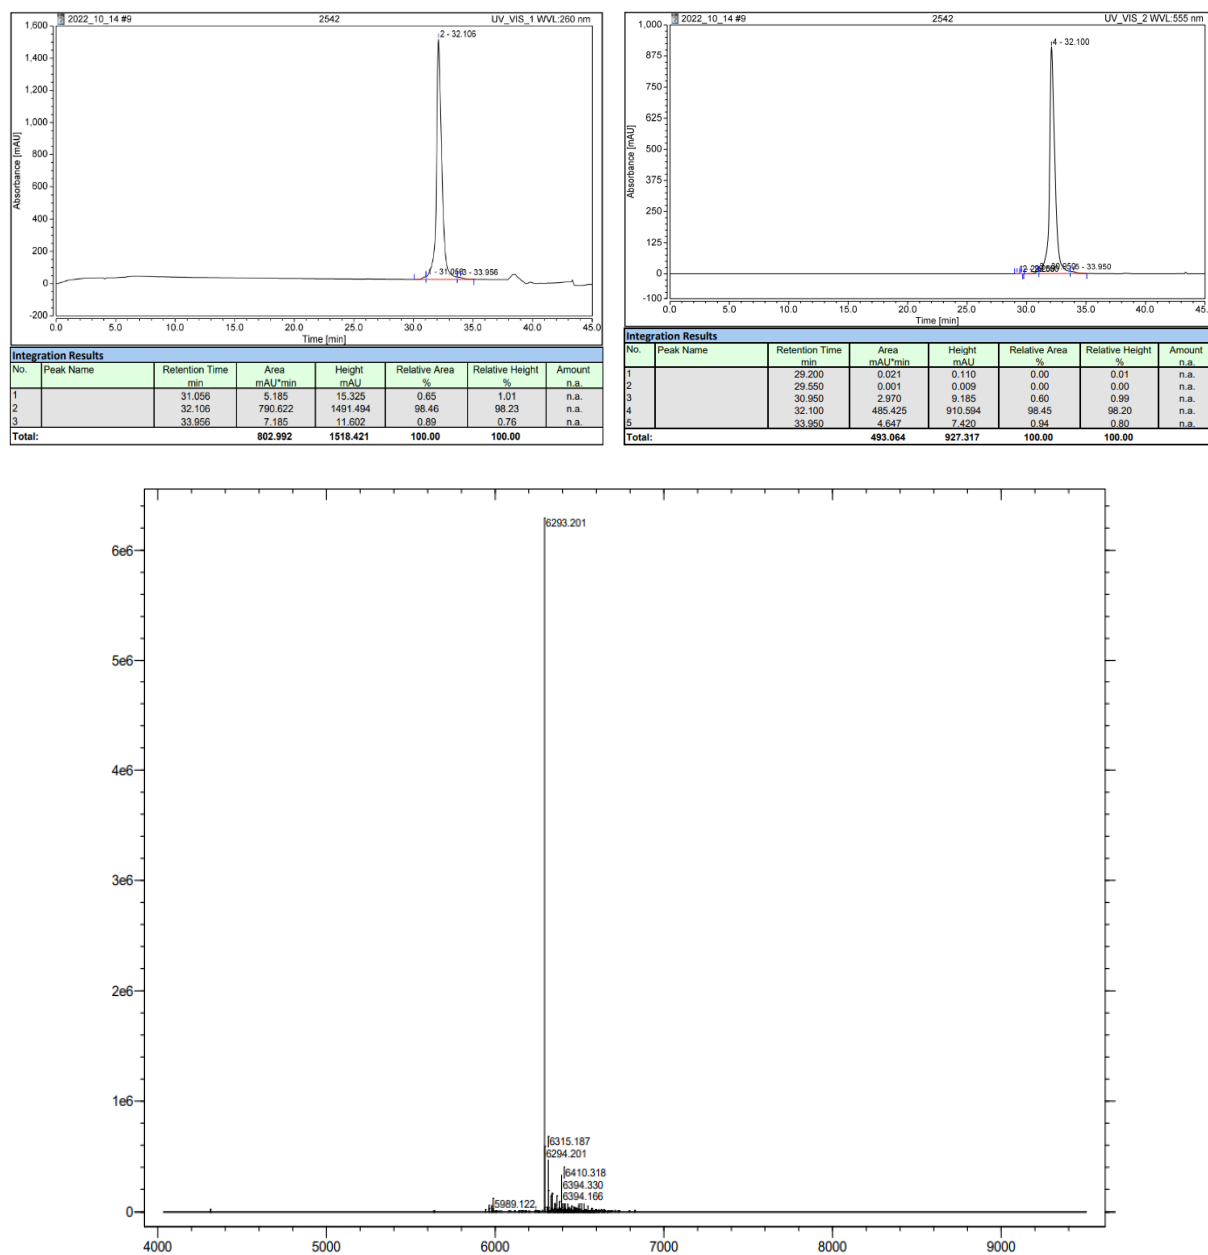 2022_10_14 #9 2542 UV_VIS_1 WVL:260 nm
Absorbance [mAU]
1,600
1,400
1,200
1,000
800
600
400
200
0
-200
2 - 32.106
3 - 33.956
0.0 5.0 10.0 15.0 20.0 25.0 30.0 35.0 40.0 45.0
Time [min]
Integration Results
No. Peak Name Retention Time Area Height Relative Area Relative Height Amount
min mAU*min mAU % % n.a.
1 31.056 5.185 15.325 0.65 1.01 n.a.
2 32.106 790.622 1491.494 98.46 98.23 n.a.
3 33.956 7.185 11.602 0.89 0.76 n.a.
Total: 802.992 1518.421 100.00 100.00
2022_10_14 #9 2542 UV_VIS_2 WVL:555 nm
Absorbance [mAU]
1,000
875
750
625
500
375
250
125
0
-100
4 - 32.100
5 - 33.950
0.0 5.0 10.0 15.0 20.0 25.0 30.0 35.0 40.0 45.
Time [min]
Integration Results
No. Peak Name Retention Time Area Height Relative Area Relative Height Amount
min mAU*min mAU % % n.a.
1 29.200 0.021 0.110 0.00 0.01 n.a.
2 29.550 0.001 0.009 0.00 0.00 n.a.
3 30.950 2.970 9.185 0.60 0.99 n.a.
4 32.100 485.425 910.594 98.45 98.20 n.a.
5 33.950 4.647 7.420 0.94 0.80 n.a.
Total: 493.064 927.317 100.00 100.00
6293.201
6e6
5e6
4e6
3e6
2e6
1e6
6315.187
6294.201
6410.318
6394.330
6394.166
5989.122
0
4000 5000 6000 7000 8000 9000